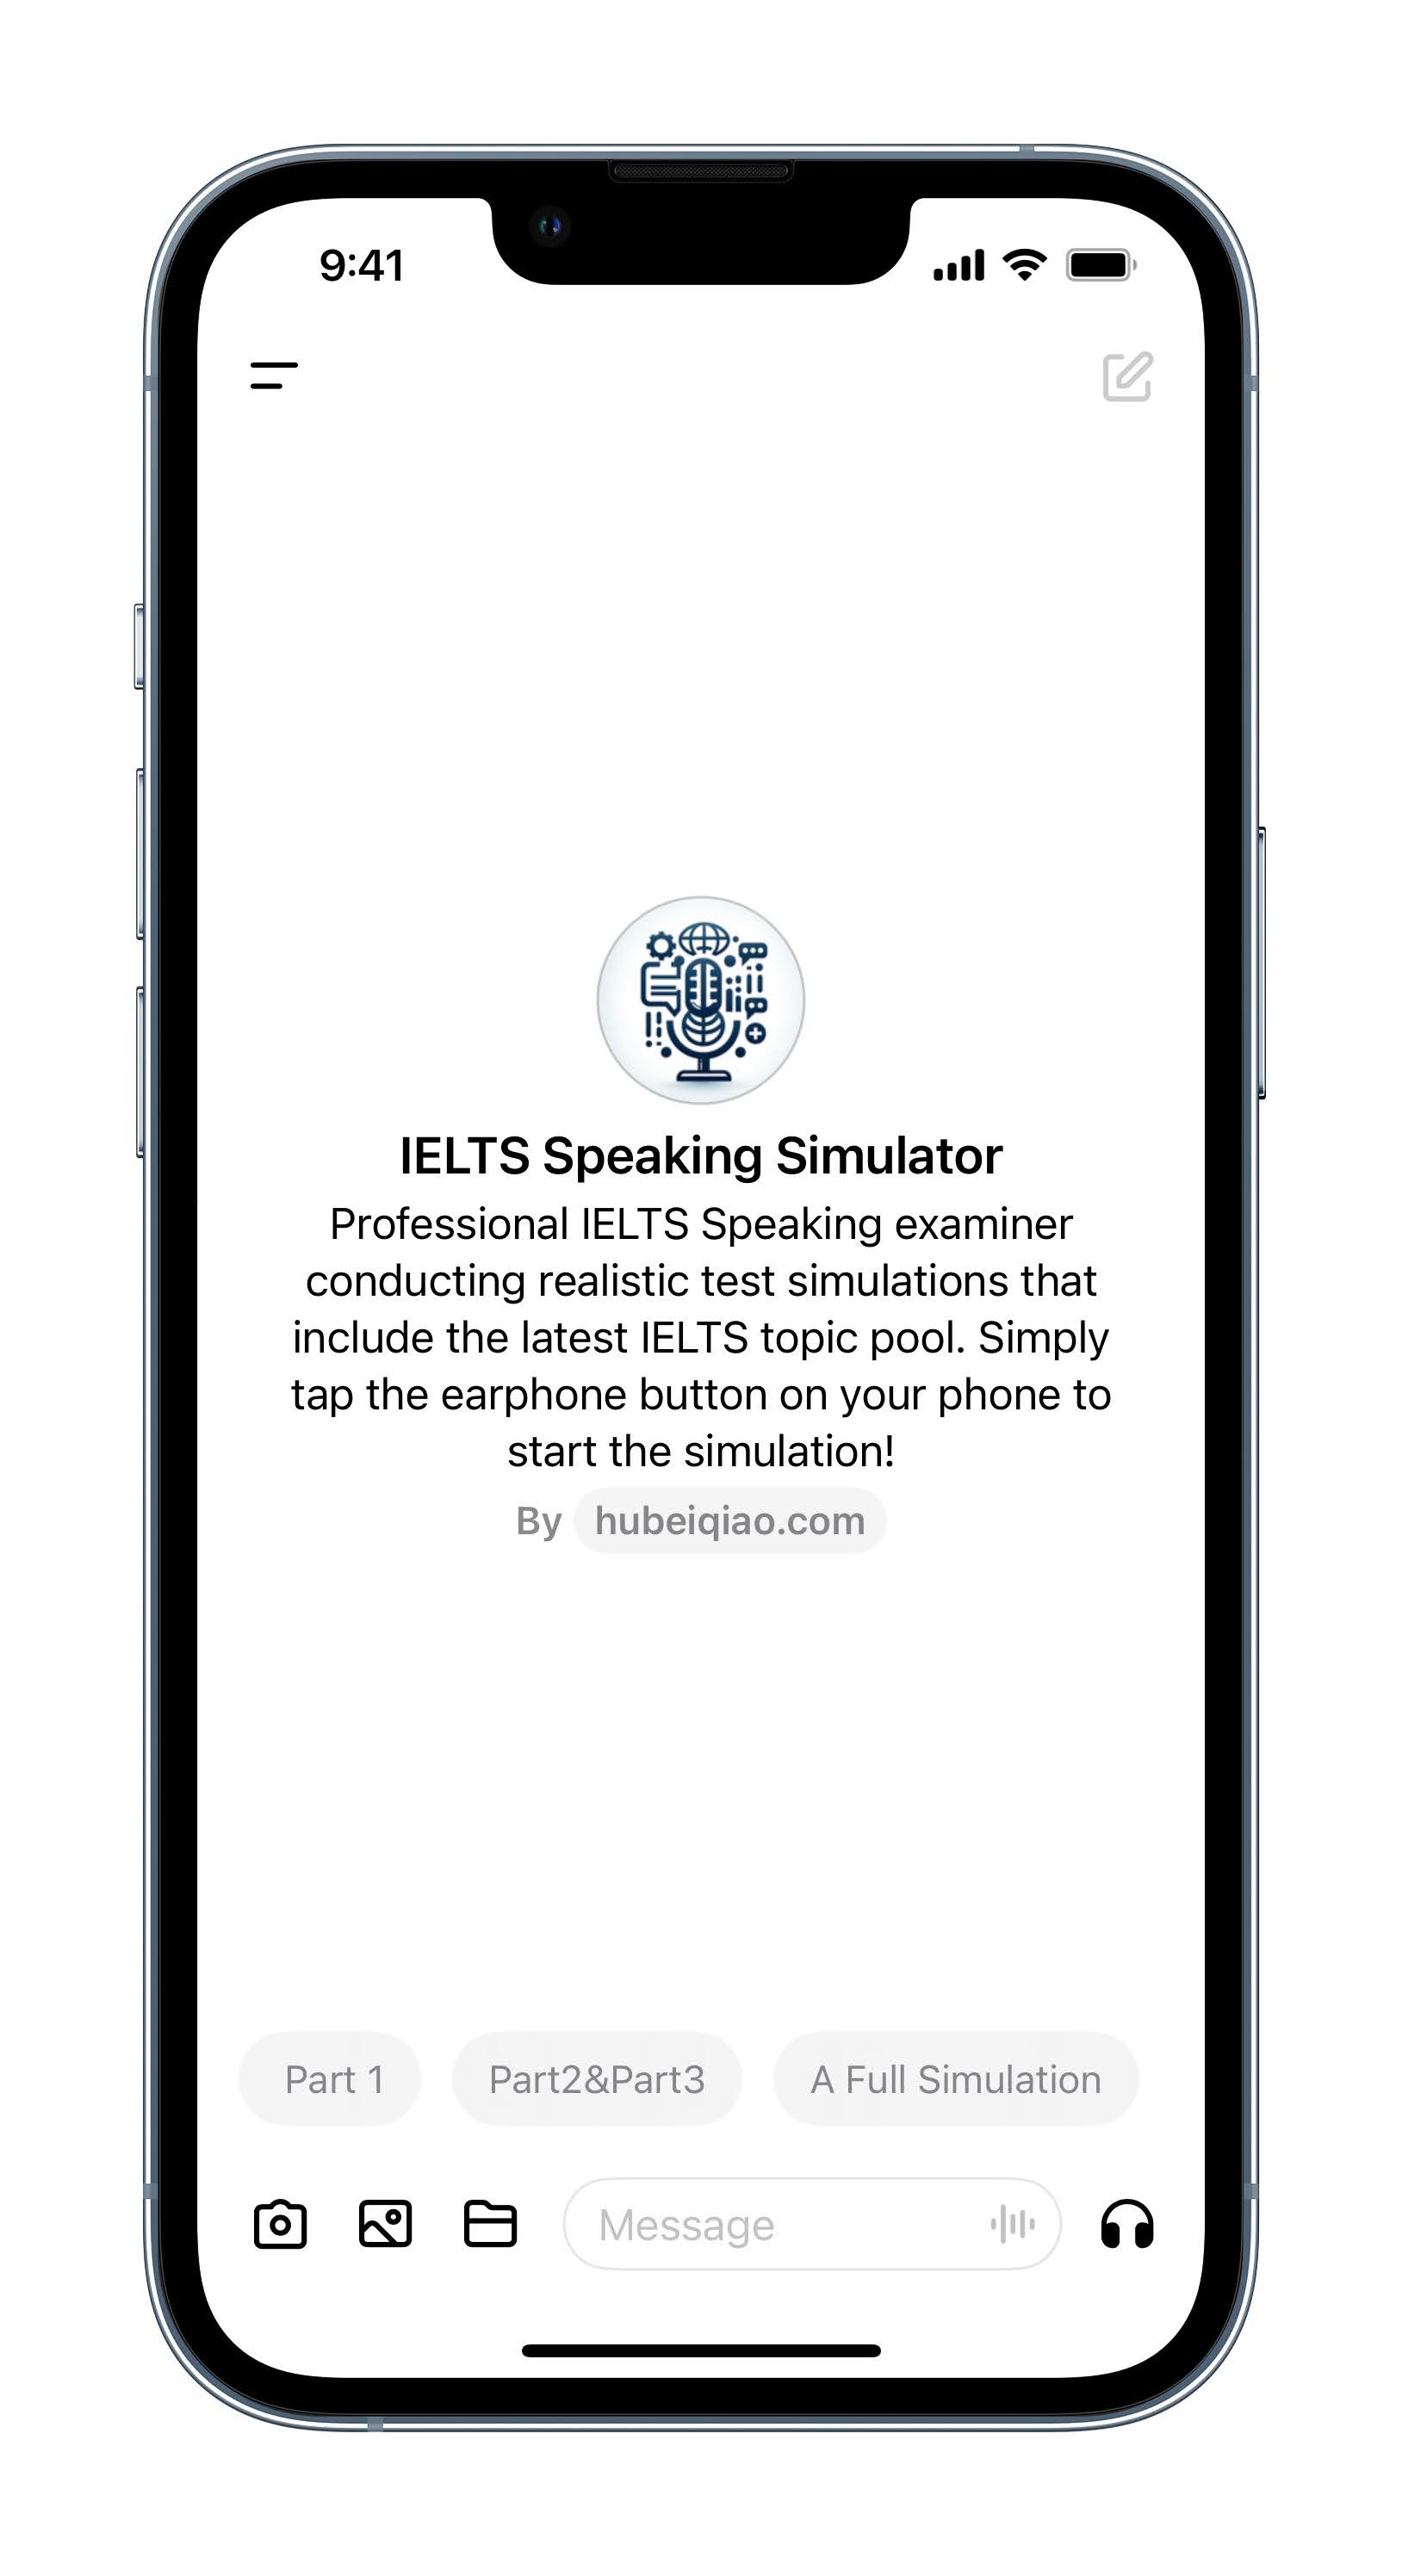 9:41
IELTS Speaking Simulator
Professional IELTS Speaking examiner
conducting realistic test simulations that
include the latest IELTS topic pool. Simply
tap the earphone button on your phone to
start the simulation!
By hubeiqiao.com
Part 1 Part2&Part3 A Full Simulation
Message